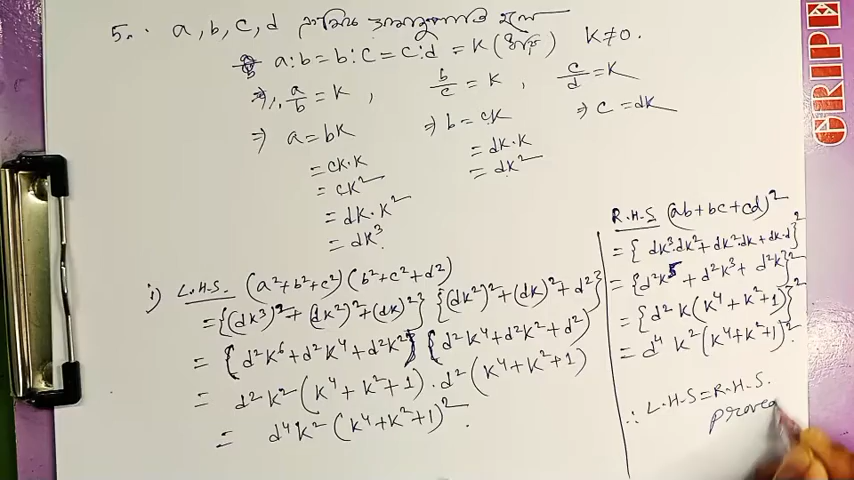 5. a, b, c, d ক্রমিক সমানুপাতি হলে
a:b = b:c = c:d = K (ধরি) K≠0.
⇒ a/b = K, b/c = K, c/d = K
⇒ a = bK ⇒ b = cK ⇒ c = dK
= cK·K = dK·K
= cK² = dK²
= dK·K²
= dK³
i) L.H.S. (a²+b²+c²)(b²+c²+d²)
= {(dK³)²+(dK²)²+(dK)²} {(dK²)²+(dK)²+d²}
= {d²K⁶+d²K⁴+d²K²} {d²K⁴+d²K²+d²)
= d²K²(K⁴+K²+1)·d²(K⁴+K²+1)
= d⁴K²(K⁴+K²+1)².
R.H.S (ab+bc+cd)²
= {dK³·dK²+dK²·dK+dK·d}²
= {d²K⁵+d²K³+d²K}²
= {d²K(K⁴+K²+1)}²
= d⁴K²(K⁴+K²+1)².
∴ L.H.S=R.H.S.
proved
GRIP